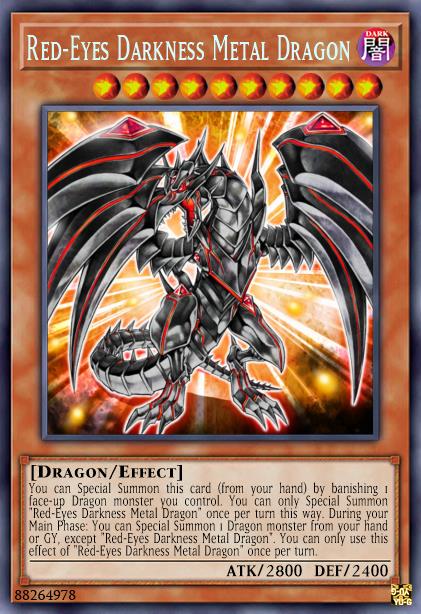 Red-Eyes Darkness Metal Dragon
DARK
闇
[Dragon/Effect]
You can Special Summon this card (from your hand) by banishing 1
face-up Dragon monster you control. You can only Special Summon
"Red-Eyes Darkness Metal Dragon" once per turn this way. During your
Main Phase: You can Special Summon 1 Dragon monster from your hand
or GY, except "Red-Eyes Darkness Metal Dragon". You can only use this
effect of "Red-Eyes Darkness Metal Dragon" once per turn.
ATK/2800 DEF/2400
88264978